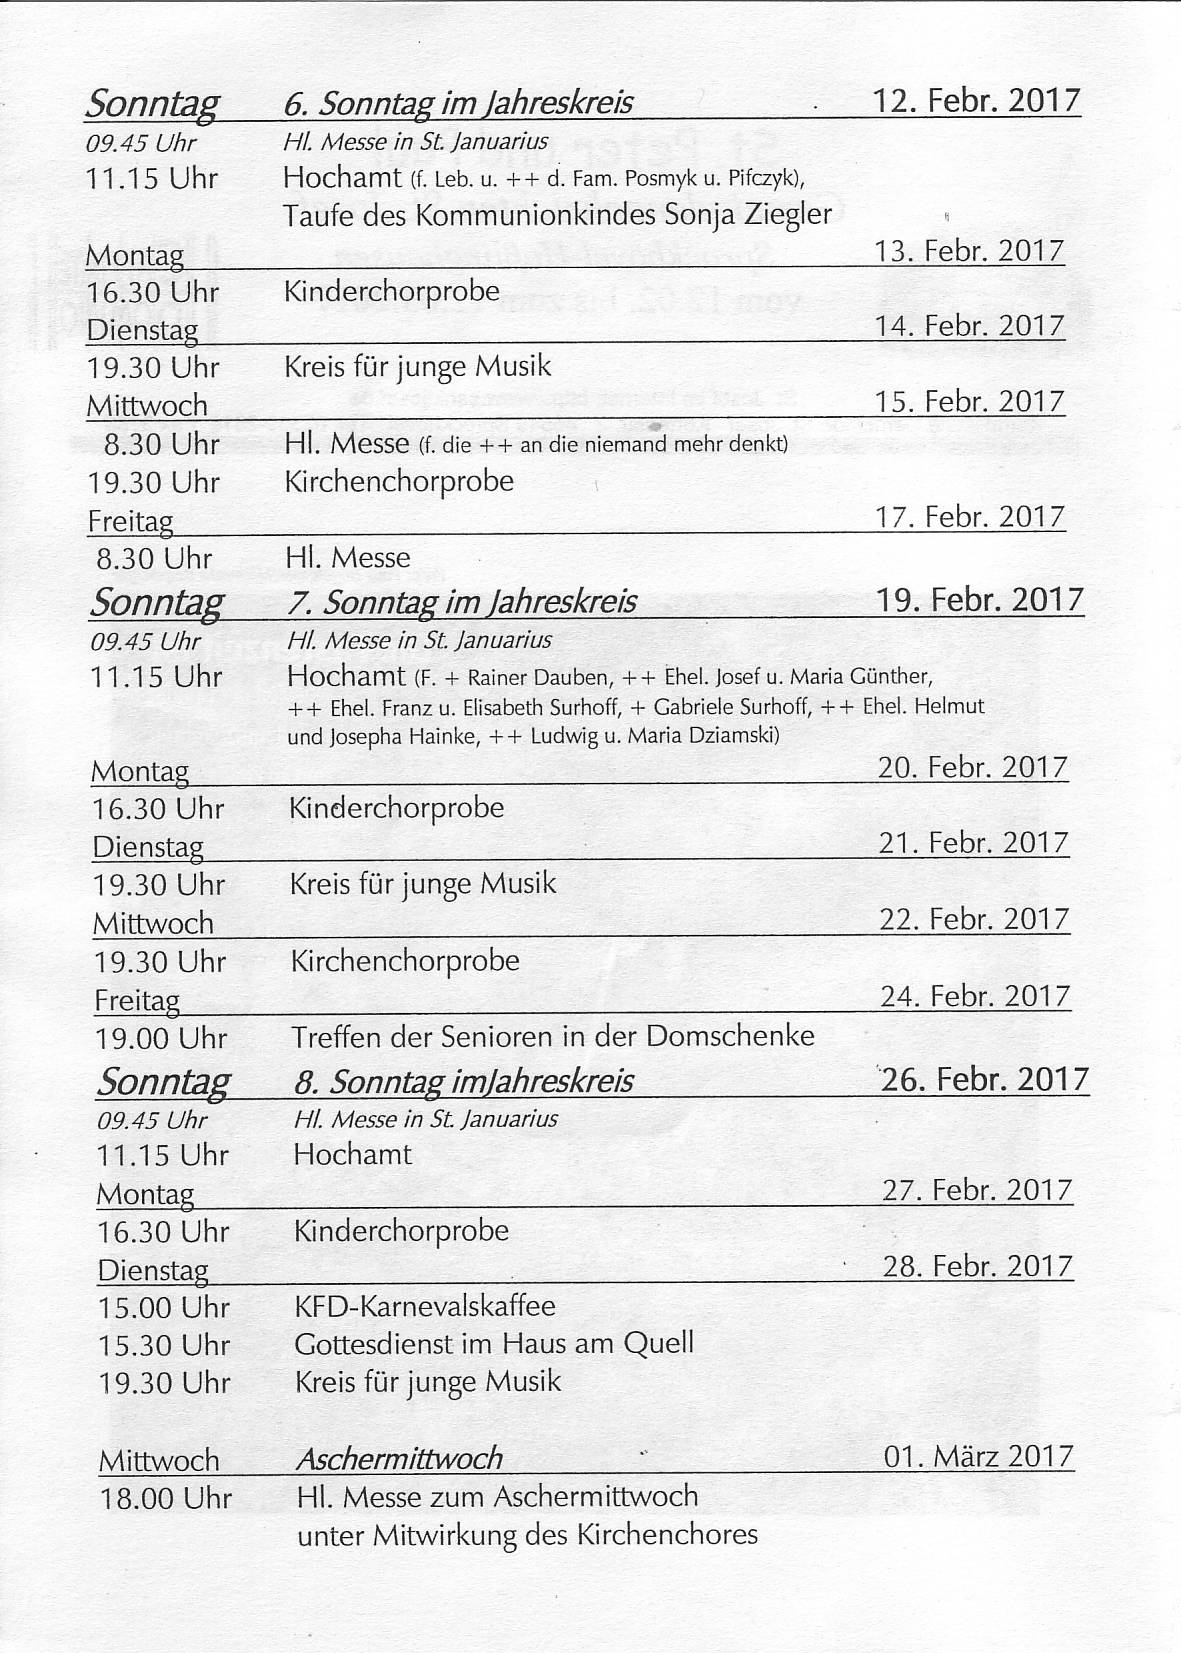 Sonntag 6. Sonntag im Jahreskreis 12. Febr. 2017
09.45 Uhr Hl. Messe in St. Januarius
11.15 Uhr Hochamt (f. Leb. u. ++ d. Fam. Posmyk u. Pifczyk),
Taufe des Kommunionkindes Sonja Ziegler
Montag 13. Febr. 2017
16.30 Uhr Kinderchorprobe
Dienstag 14. Febr. 2017
19.30 Uhr Kreis für junge Musik
Mittwoch 15. Febr. 2017
8.30 Uhr Hl. Messe (f. die ++ an die niemand mehr denkt)
19.30 Uhr Kirchenchorprobe
Freitag 17. Febr. 2017
8.30 Uhr Hl. Messe
Sonntag 7. Sonntag im Jahreskreis 19. Febr. 2017
09.45 Uhr Hl. Messe in St. Januarius
11.15 Uhr Hochamt (F. + Rainer Dauben, ++ Ehel. Josef u. Maria Günther,
++ Ehel. Franz u. Elisabeth Surhoff, + Gabriele Surhoff, ++ Ehel. Helmut
und Josepha Hainke, ++ Ludwig u. Maria Dziamski)
Montag 20. Febr. 2017
16.30 Uhr Kinderchorprobe
Dienstag 21. Febr. 2017
19.30 Uhr Kreis für junge Musik
Mittwoch 22. Febr. 2017
19.30 Uhr Kirchenchorprobe
Freitag 24. Febr. 2017
19.00 Uhr Treffen der Senioren in der Domschenke
Sonntag 8. Sonntag imJahreskreis 26. Febr. 2017
09.45 Uhr Hl. Messe in St. Januarius
11.15 Uhr Hochamt
Montag 27. Febr. 2017
16.30 Uhr Kinderchorprobe
Dienstag 28. Febr. 2017
15.00 Uhr KFD-Karnevalskaffee
15.30 Uhr Gottesdienst im Haus am Quell
19.30 Uhr Kreis für junge Musik
Mittwoch Aschermittwoch 01. März 2017
18.00 Uhr Hl. Messe zum Aschermittwoch
unter Mitwirkung des Kirchenchores